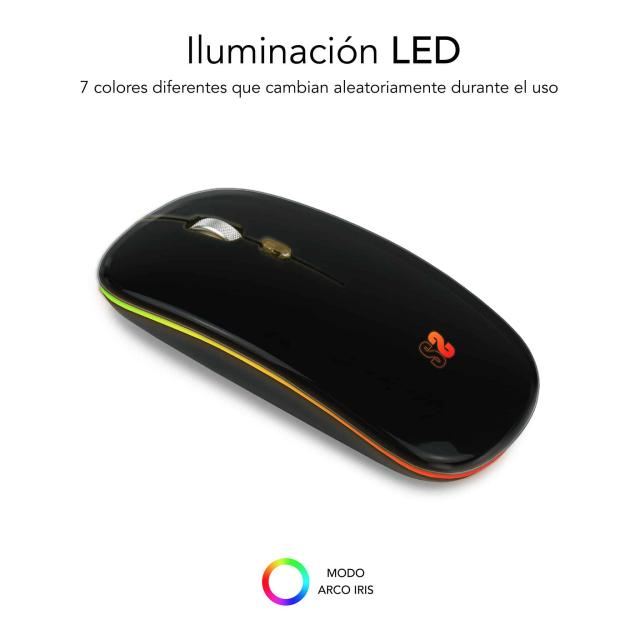 Iluminación LED
7 colores diferentes que cambian aleatoriamente durante el uso
MODO
ARCO IRIS